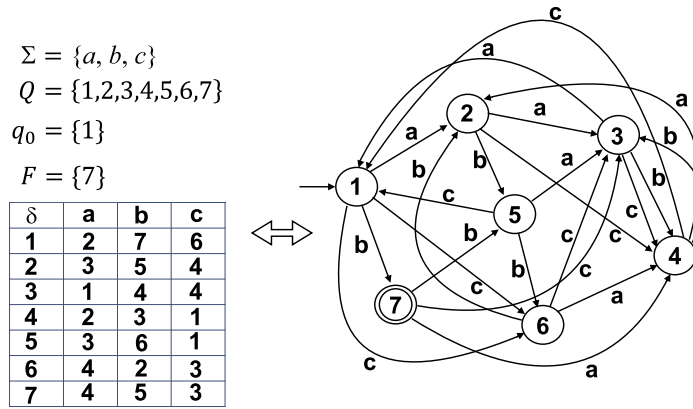 Σ = {a, b, c}
Q = {1,2,3,4,5,6,7}
q₀ = {1}
F = {7}
δ a b c
1 2 7 6
2 3 5 4
3 1 4 4
4 2 3 1
5 3 6 1
6 4 2 3
7 4 5 3
c
a
a
2
a
3
a
b
b
b
a
c
1
c
5
c
4
b
b
b
c
c
7
c
6
a
c
a